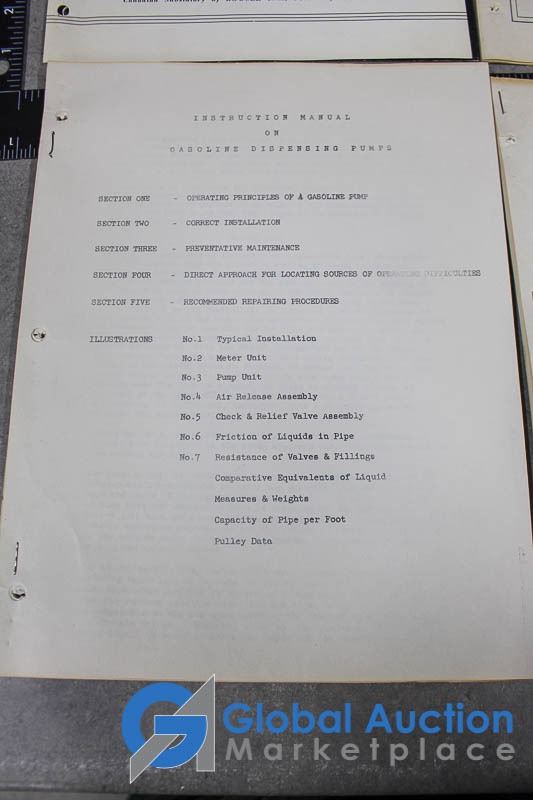 INSTRUCTION MANUAL
ON
GASOLINE DISPENSING PUMPS
SECTION ONE - OPERATING PRINCIPLES OF A GASOLINE PUMP
SECTION TWO - CORRECT INSTALLATION
SECTION THREE - PREVENTATIVE MAINTENANCE
SECTION FOUR - DIRECT APPROACH FOR LOCATING SOURCES OF OPERATING DIFFICULTIES
SECTION FIVE - RECOMMENDED REPAIRING PROCEDURES
ILLUSTRATIONS No.1 Typical Installation
No.2 Meter Unit
No.3 Pump Unit
No.4 Air Release Assembly
No.5 Check & Relief Valve Assembly
No.6 Friction of Liquids in Pipe
No.7 Resistance of Valves & Fillings
Comparative Equivalents of Liquid
Measures & Weights
Capacity of Pipe per Foot
Pulley Data
Global Auction
Marketplace